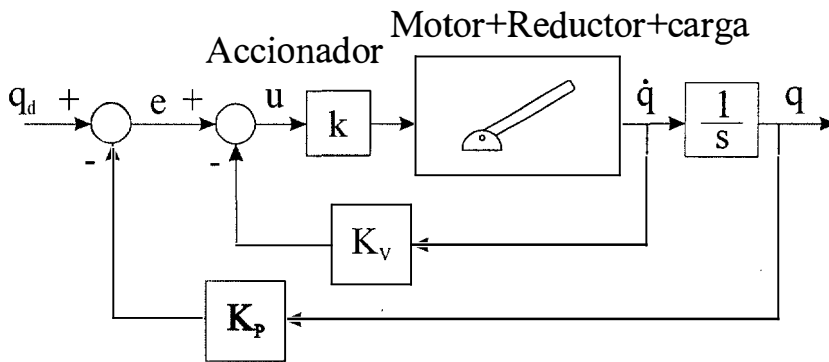 Motor+Reductor+carga
Accionador
q_d + e + u k q̇ 1/s q
- -
K_V
K_P